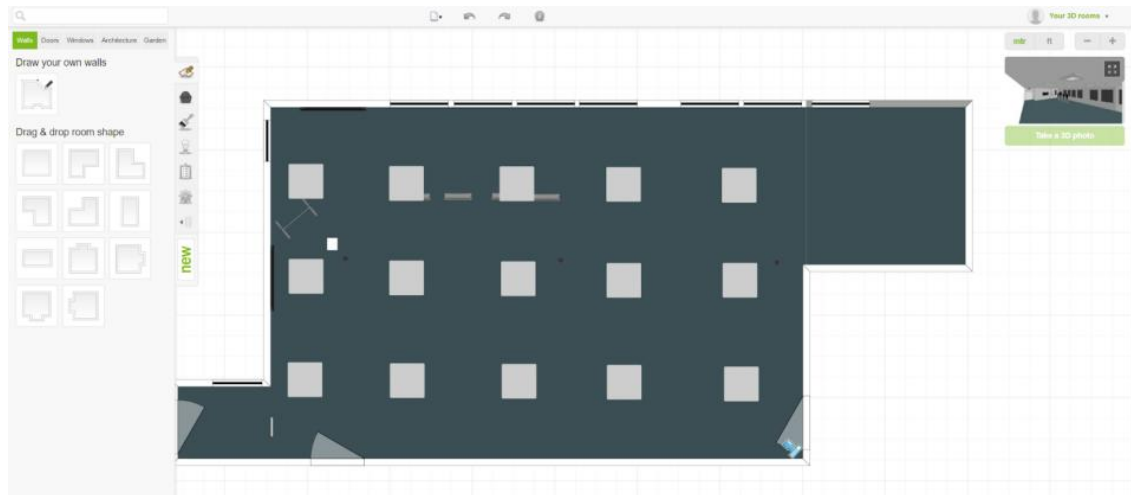 Your 3D rooms
Walls Doors Windows Architecture Garden
mtr ft
Draw your own walls
Drag & drop room shape
Take a 3D photo
new